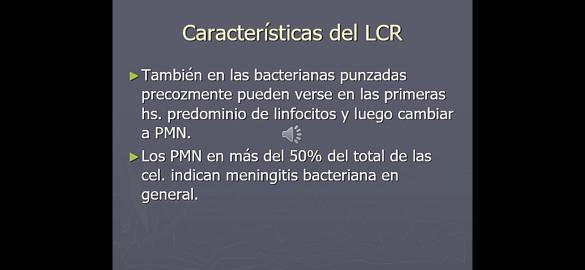 Características del LCR
También en las bacterianas punzadas
precozmente pueden verse en las primeras
hs. predominio de linfocitos y luego cambiar
a PMN.
Los PMN en más del 50% del total de las
cel. indican meningitis bacteriana en
general.